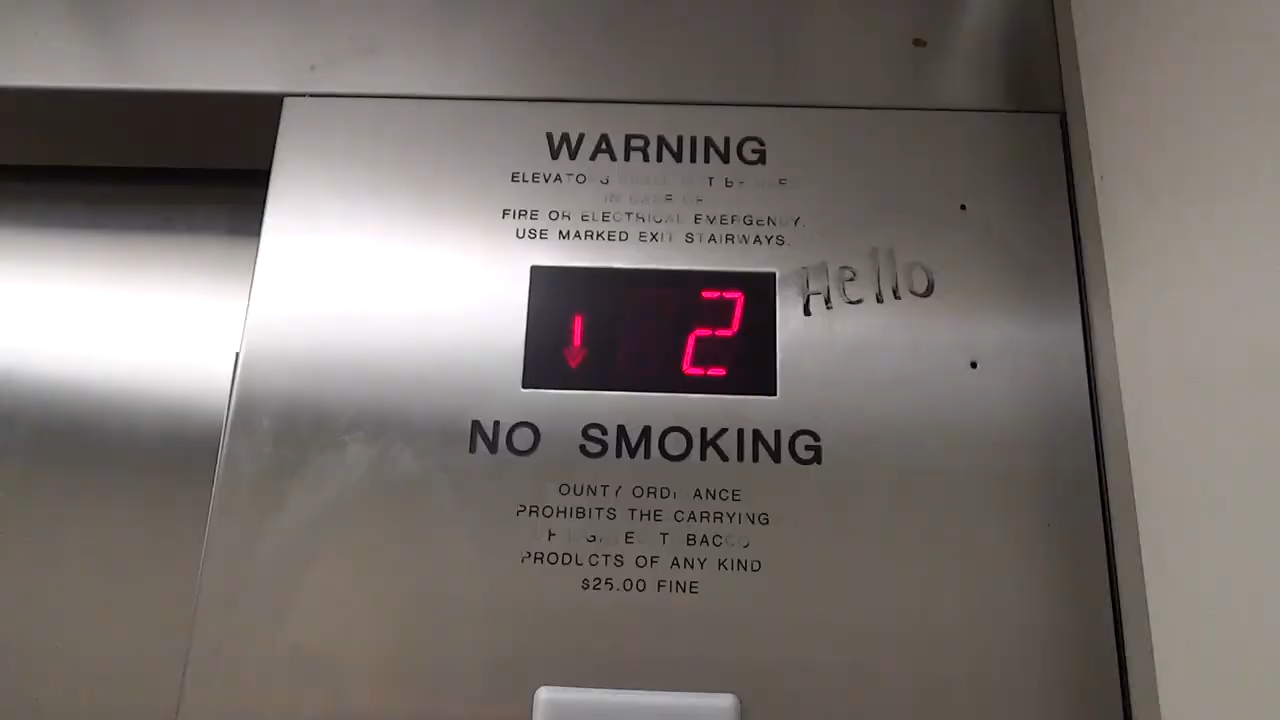 WARNING
FIRE OR ELECTRICAL EMERGENCY.
USE MARKED EXIT STAIRWAYS.
Hello
↓ 2
NO SMOKING
PROHIBITS THE CARRYING
PRODUCTS OF ANY KIND
$25.00 FINE